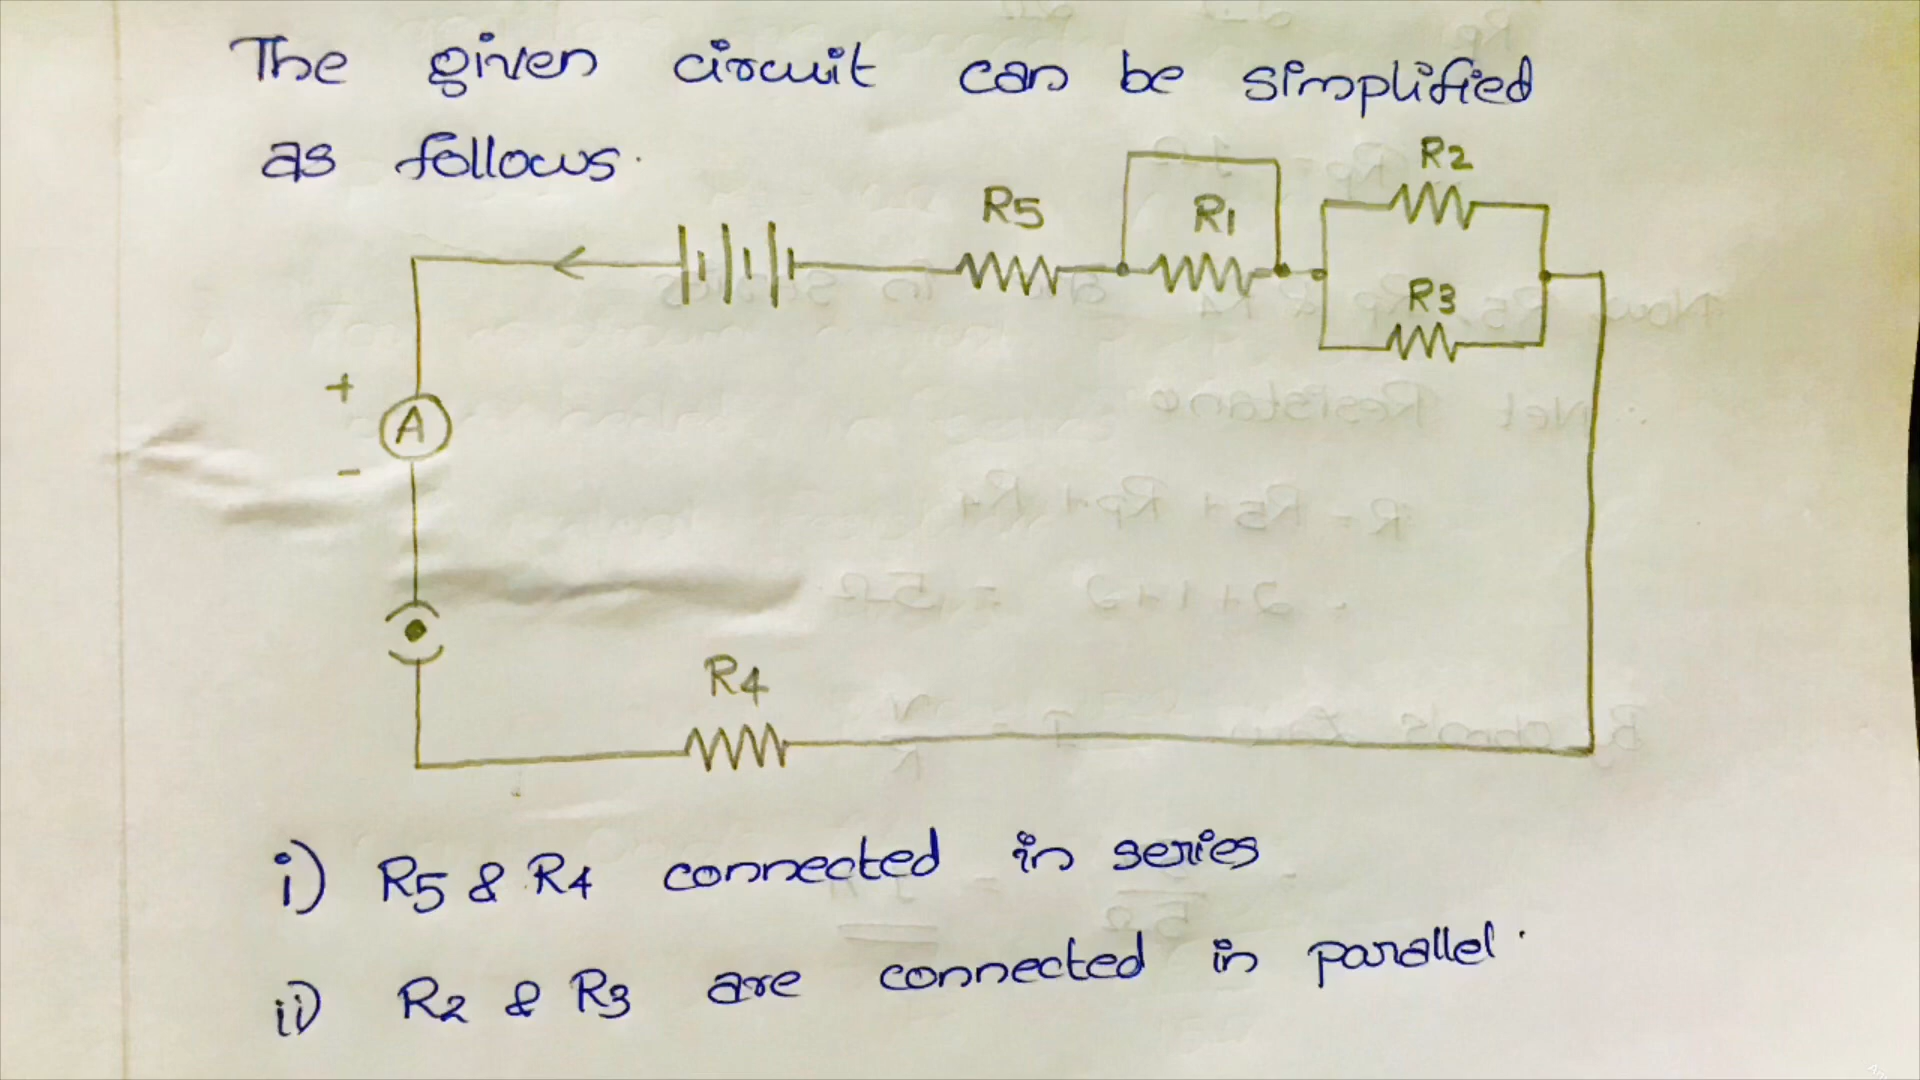 The given circuit can be simplified
as follows.
R2
R5
R1
R3
+
A
-
R4
i) R5 & R4 connected in series
ii) R2 & R3 are connected in parallel.